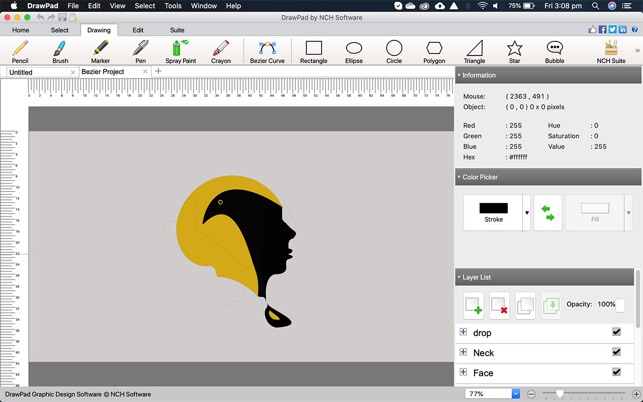 DrawPad File Edit View Select Tools Window Help 75% Fri 3:08 pm
DrawPad by NCH Software
Home Select Drawing Edit Suite
Pencil Brush Marker Pen Spray Paint Crayon Bezier Curve Rectangle Ellipse Circle Polygon Triangle Star Bubble NCH Suite
Untitled Bezier Project
Information
Mouse: ( 2363 , 491 )
Object: ( 0 , 0 ) 0 x 0 pixels
Red : 255 Hue : 0
Green : 255 Saturation : 0
Blue : 255 Value : 255
Hex : #ffffff
Color Picker
Stroke Fill
Layer List
Opacity: 100%
drop
Neck
Face
DrawPad Graphic Design Software © NCH Software 77%